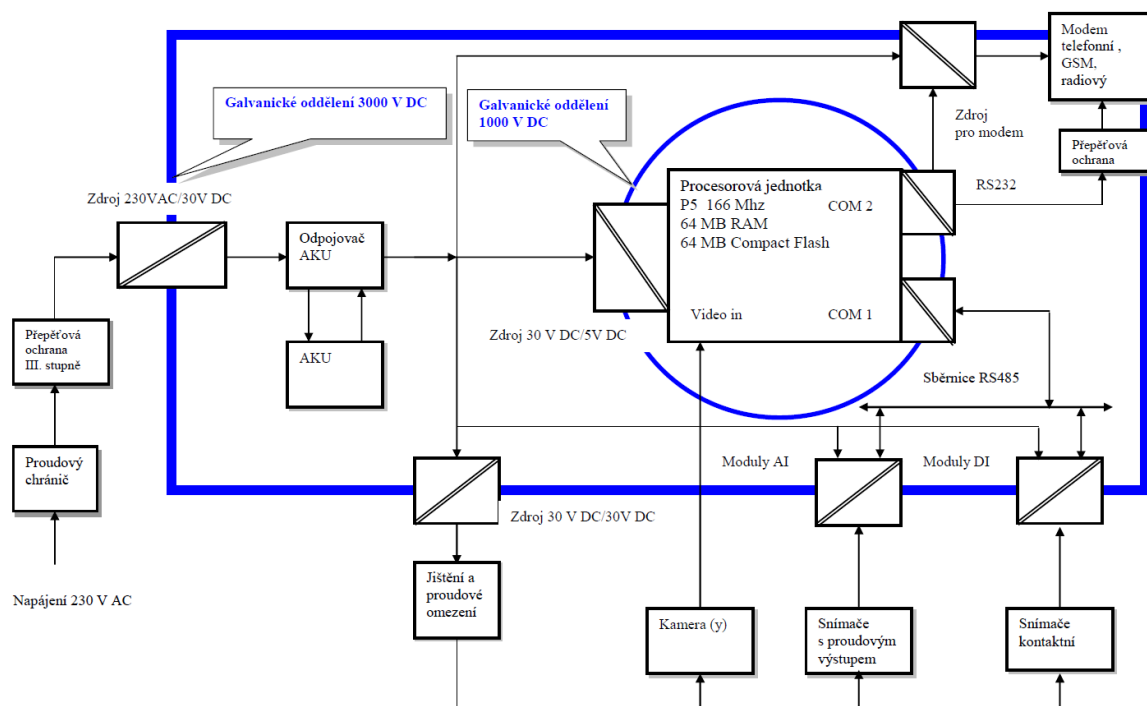 Modem
telefonní ,
GSM,
radiový
Galvanické oddělení 3000 V DC
Galvanické oddělení
1000 V DC
Zdroj
pro modem
Přepěťová
ochrana
Zdroj 230VAC/30V DC
Procesorová jednotka
P5 166 Mhz
COM 2
64 MB RAM
64 MB Compact Flash
RS232
Odpojovač
AKU
Video in
COM 1
Přepěťová
ochrana
III. stupně
AKU
Zdroj 30 V DC/5V DC
Sběrnice RS485
Proudový
chránič
Moduly AI
Moduly DI
Zdroj 30 V DC/30V DC
Jištění a
proudové
omezení
Napájení 230 V AC
Kamera (y)
Snímače
s proudovým
výstupem
Snímače
kontaktní